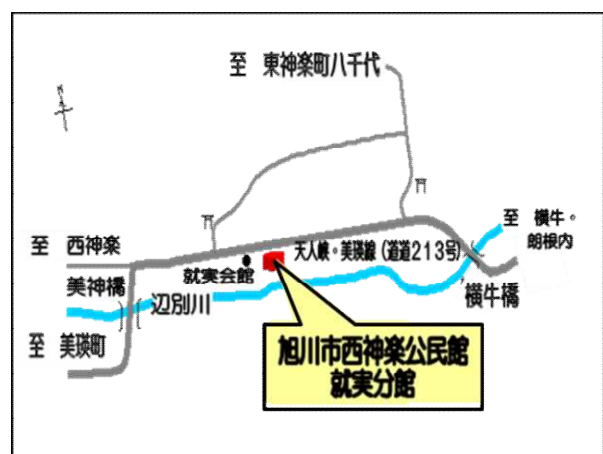 至 東神楽町八千代
至 横牛・
朗根内
天人峡・美瑛線(道道213号)
至 西神楽
就実会館
美神橋
辺別川
横牛橋
至 美瑛町
旭川市西神楽公民館
就実分館